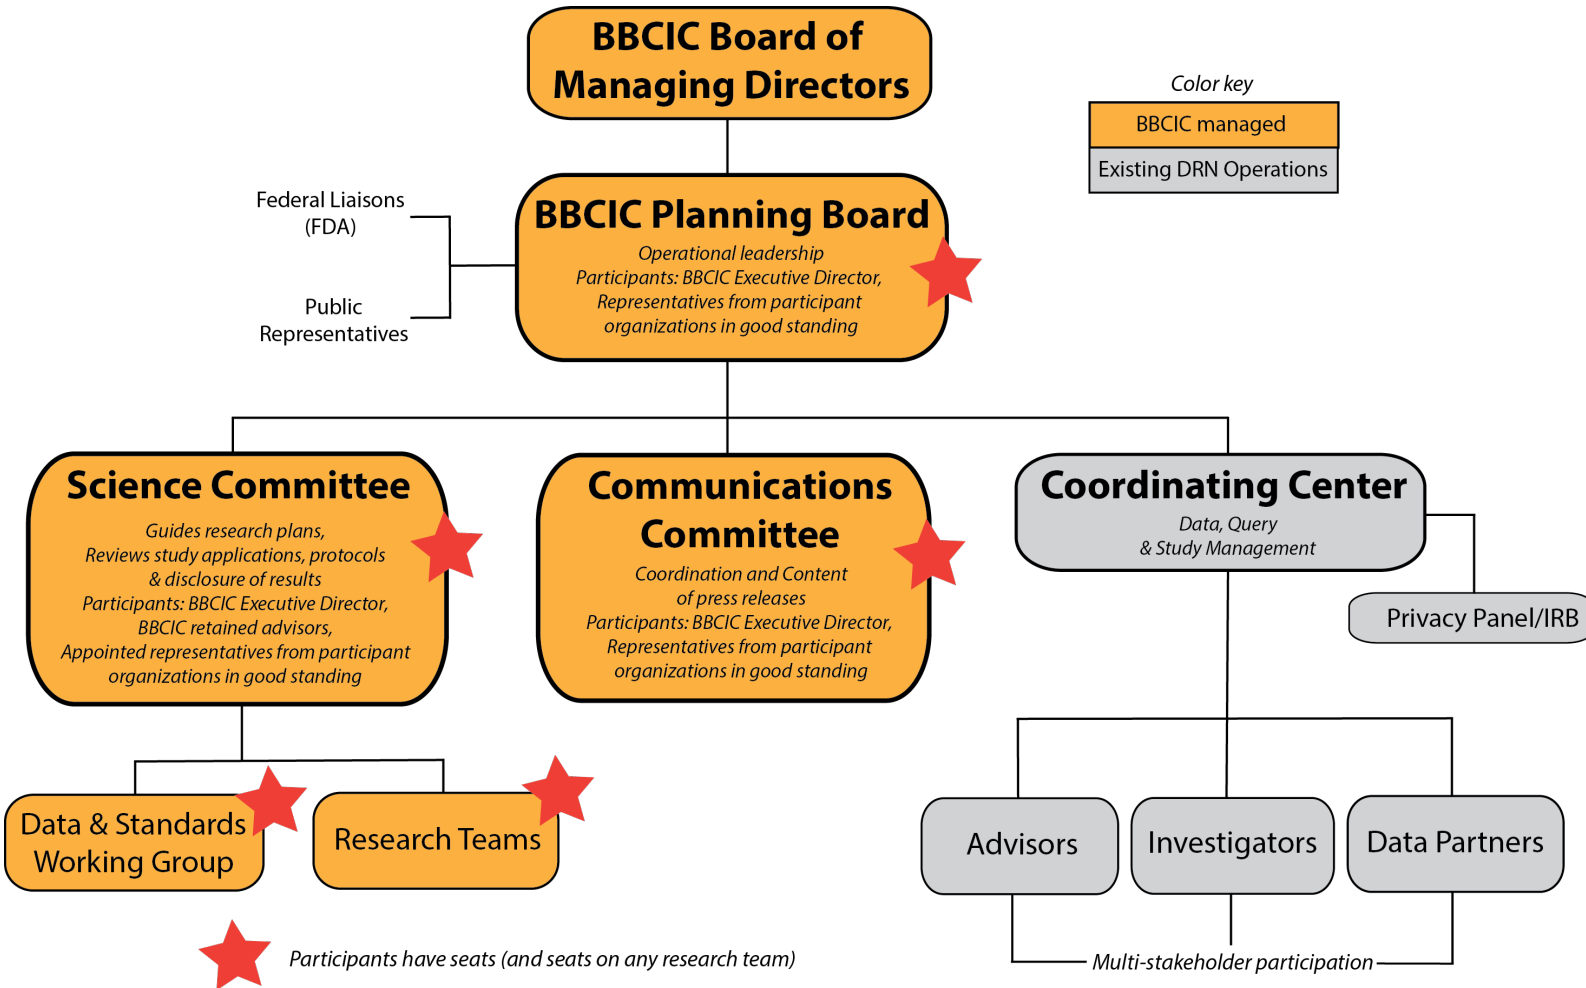 BBCIC Board of
Managing Directors
Color key
BBCIC managed
Existing DRN Operations
Federal Liaisons
(FDA)
Public
Representatives
BBCIC Planning Board
Operational leadership
Participants: BBCIC Executive Director,
Representatives from participant
organizations in good standing
Science Committee
Guides research plans,
Reviews study applications, protocols
& disclosure of results
Participants: BBCIC Executive Director,
BBCIC retained advisors,
Appointed representatives from participant
organizations in good standing
Communications
Committee
Coordination and Content
of press releases
Participants: BBCIC Executive Director,
Representatives from participant
organizations in good standing
Coordinating Center
Data, Query
& Study Management
Privacy Panel/IRB
Data & Standards
Working Group
Research Teams
Advisors
Investigators
Data Partners
Participants have seats (and seats on any research team)
Multi-stakeholder participation